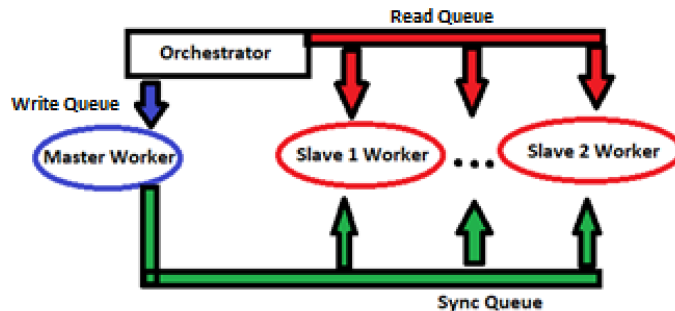 Read Queue
Orchestrator
Write Queue
Master Worker
Slave 1 Worker
...
Slave 2 Worker
Sync Queue